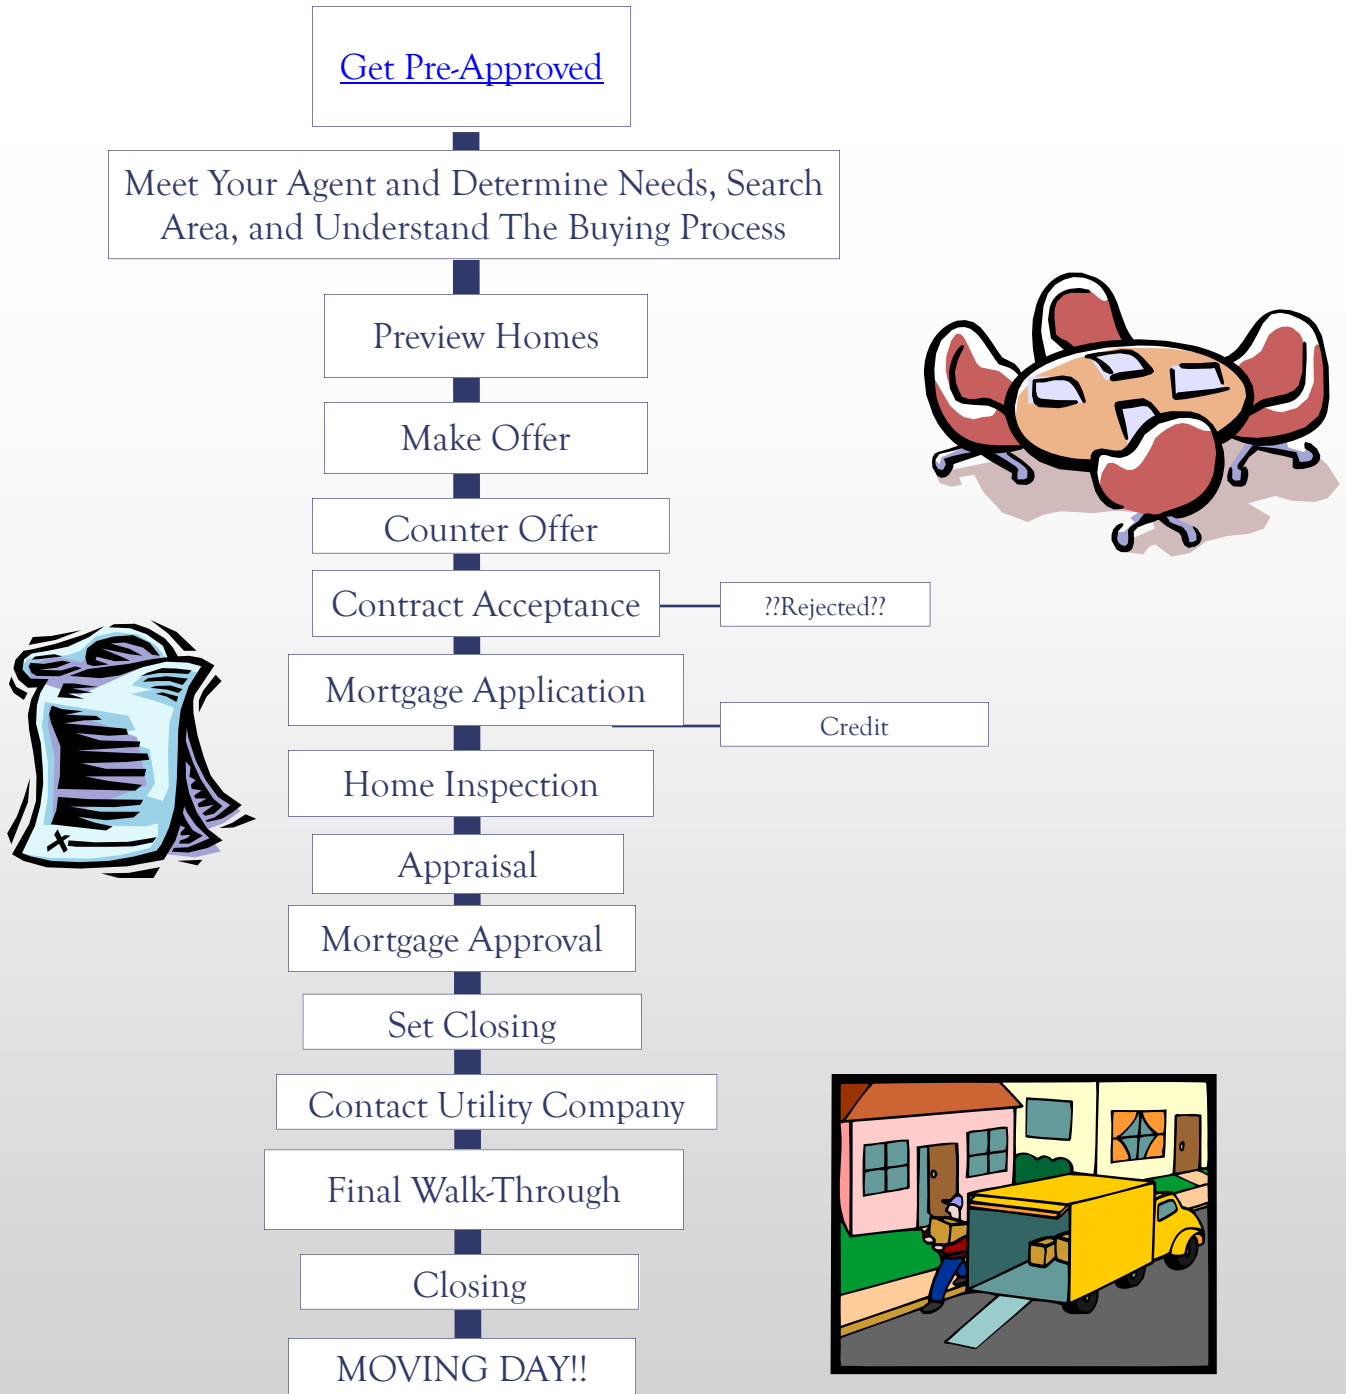 Get Pre-Approved
Meet Your Agent and Determine Needs, Search
Area, and Understand The Buying Process
Preview Homes
Make Offer
Counter Offer
Contract Acceptance
??Rejected??
Mortgage Application
Credit
Home Inspection
Appraisal
Mortgage Approval
Set Closing
Contact Utility Company
Final Walk-Through
Closing
MOVING DAY!!